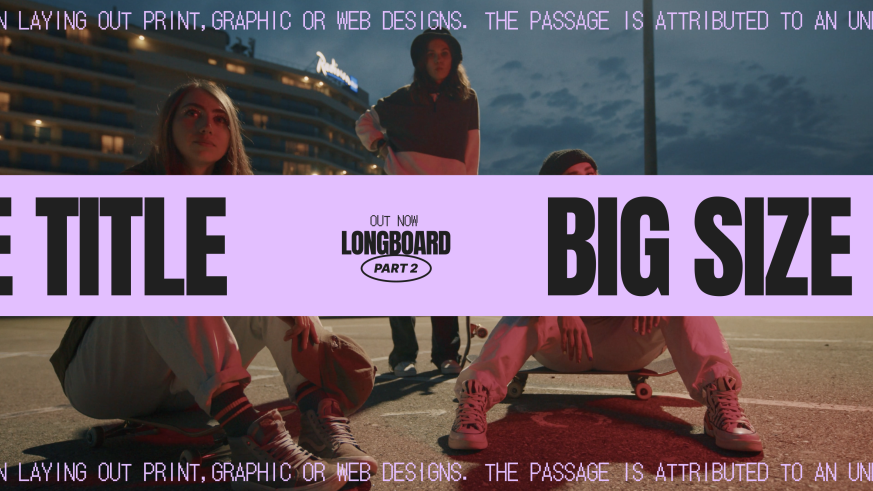 N LAYING OUT PRINT, GRAPHIC OR WEB DESIGNS. THE PASSAGE IS ATTRIBUTED TO AN UN
Radisson
E TITLE
OUT NOW
LONGBOARD
PART 2
BIG SIZE
N LAYING OUT PRINT, GRAPHIC OR WEB DESIGNS. THE PASSAGE IS ATTRIBUTED TO AN UN